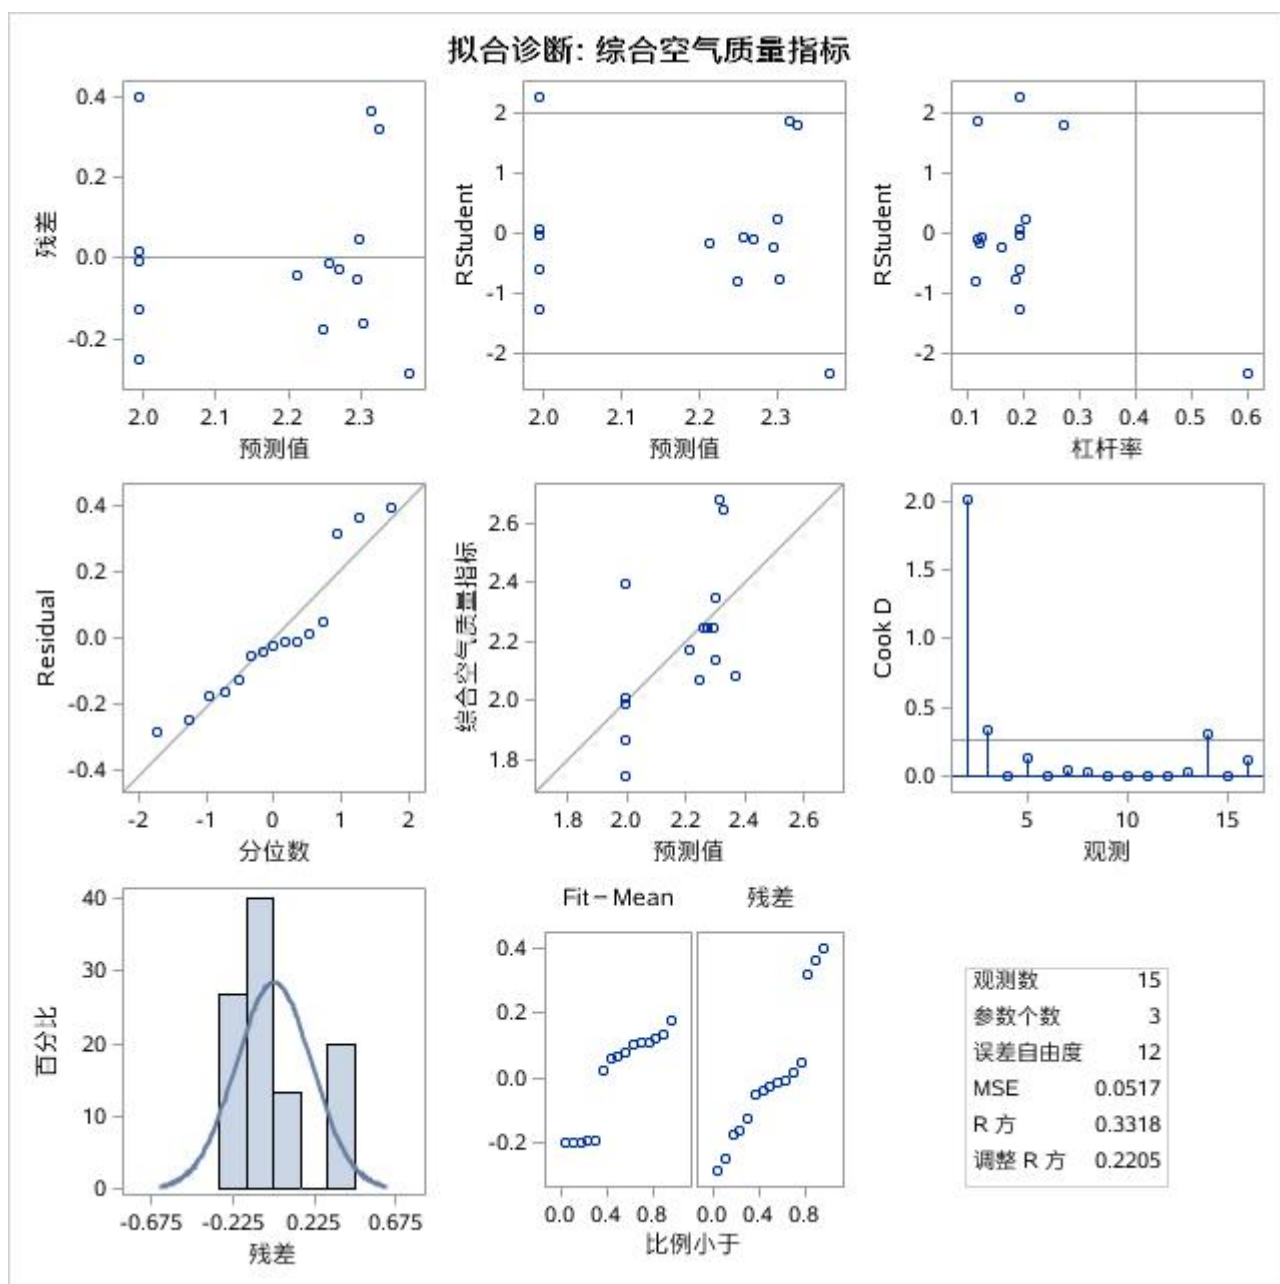 拟合诊断: 综合空气质量指标
0.4
0.2
0.0
-0.2
残差
2.0 2.1 2.2 2.3
预测值
2
1
0
-1
-2
RStudent
2.0 2.1 2.2 2.3
预测值
2
1
0
-1
-2
RStudent
0.1 0.2 0.3 0.4 0.5 0.6
杠杆率
0.4
0.2
0.0
-0.2
-0.4
Residual
-2 -1 0 1 2
分位数
2.6
2.4
2.2
2.0
1.8
综合空气质量指标
1.8 2.0 2.2 2.4 2.6
预测值
2.0
1.5
1.0
0.5
0.0
Cook D
5 10 15
观测
40
30
20
10
0
百分比
-0.675 -0.225 0.225 0.675
残差
Fit – Mean 残差
0.4
0.2
0.0
-0.2
0.0 0.4 0.8 0.0 0.4 0.8
比例小于
观测数 15
参数个数 3
误差自由度 12
MSE 0.0517
R 方 0.3318
调整 R 方 0.2205